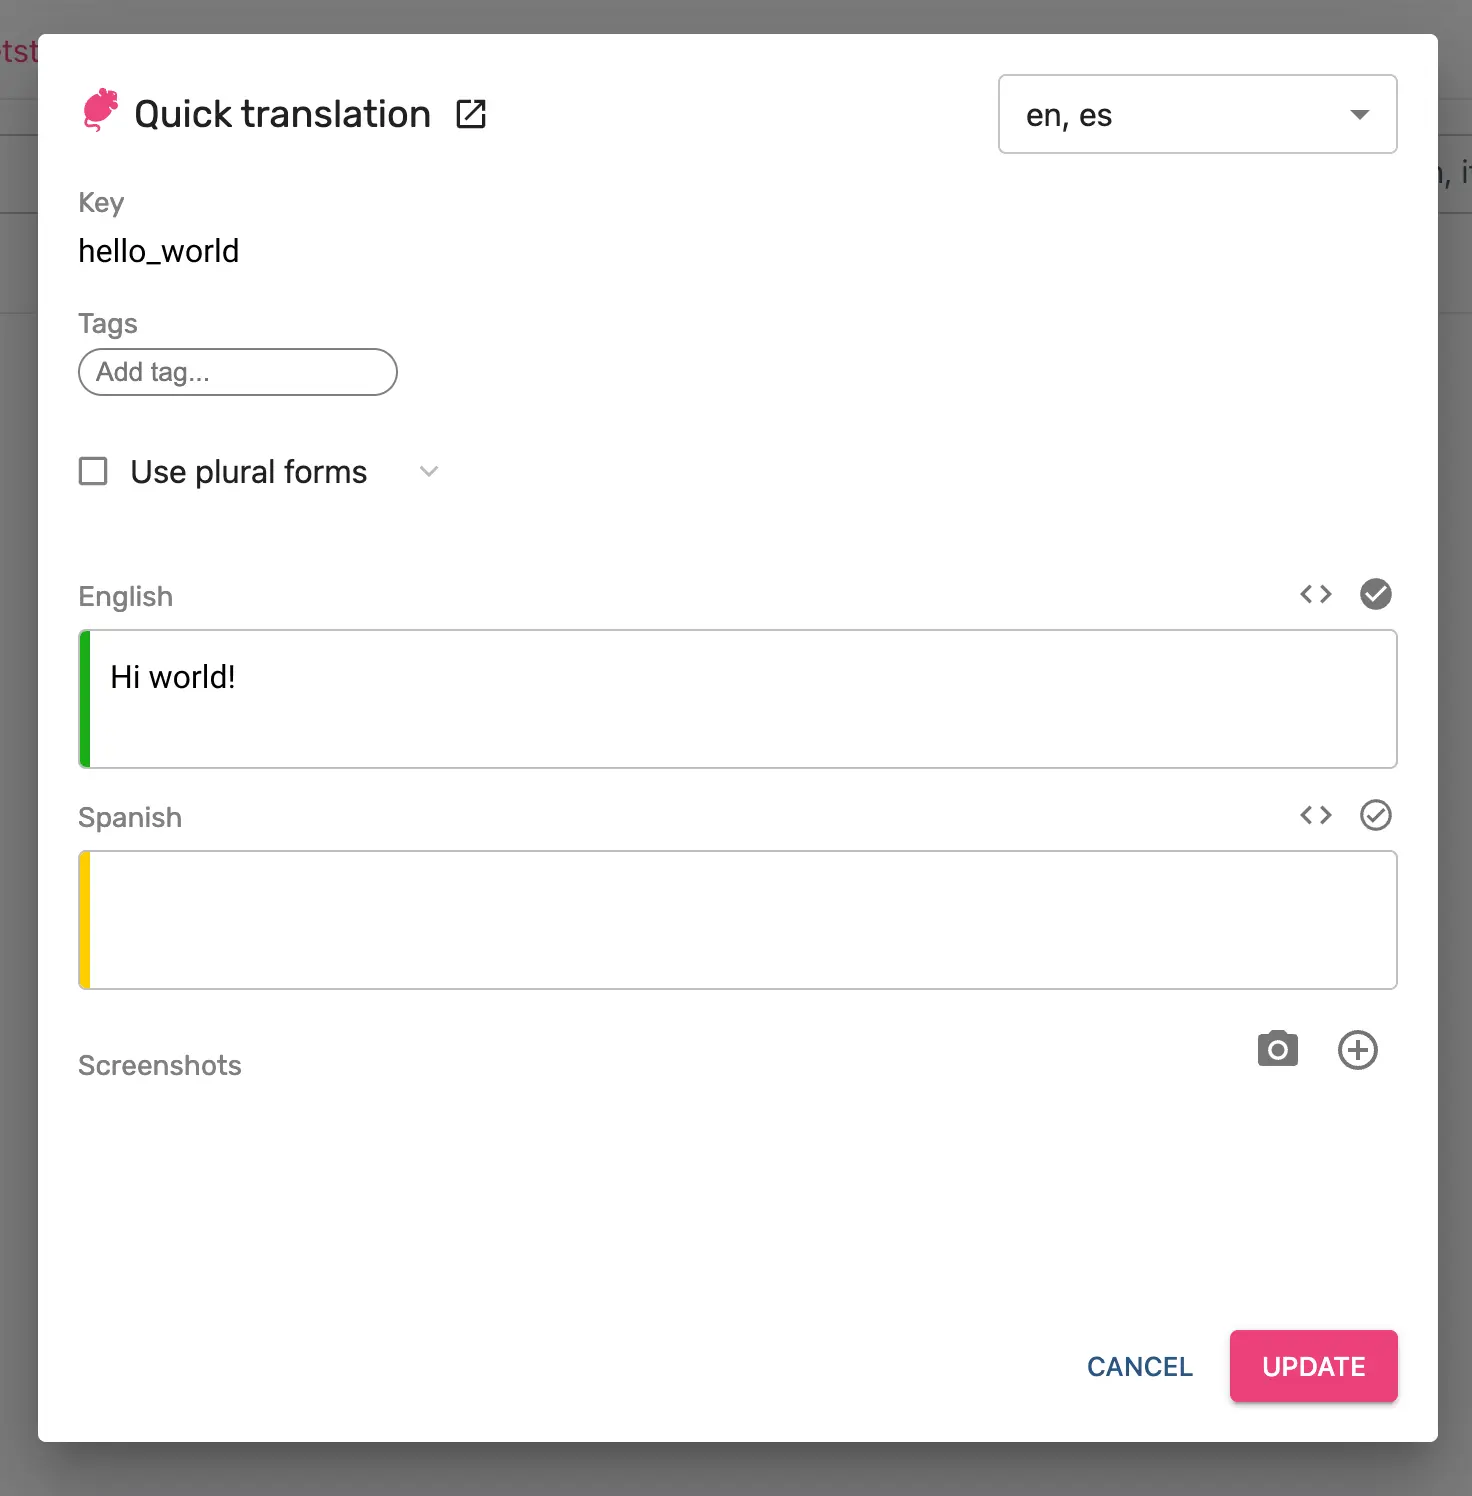 Quick translation
en, es
Key
hello_world
Tags
Add tag...
Use plural forms
English
Hi world!
Spanish
Screenshots
CANCEL
UPDATE